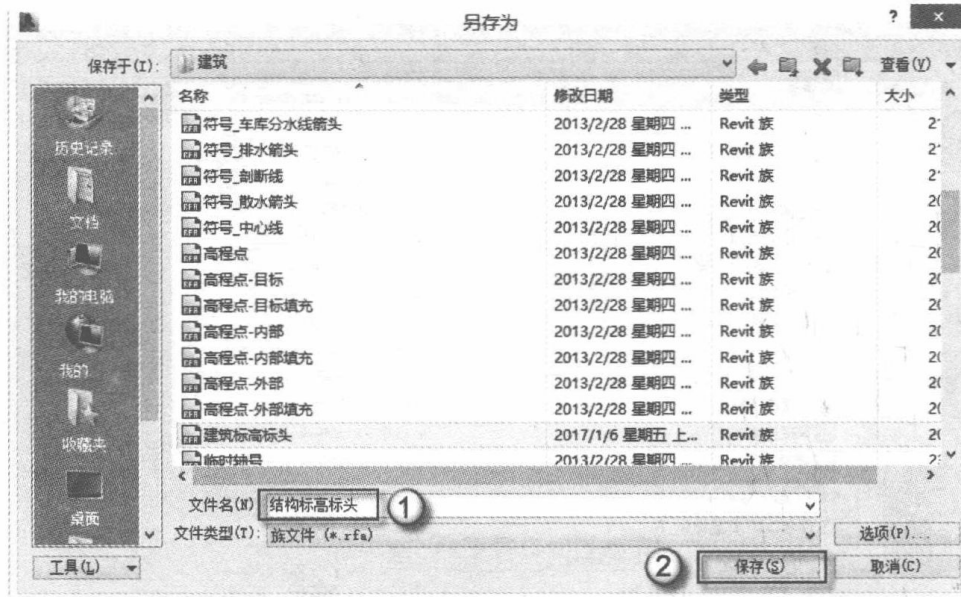 另存为
?
×
保存于(I):
建筑
查看(V)
名称 修改日期 类型 大小
历史记录
文档
我的电脑
我的
收藏夹
桌面
符号_车库分水线箭头 2013/2/28 星期四 ... Revit 族
符号_排水箭头 2013/2/28 星期四 ... Revit 族
符号_剖断线 2013/2/28 星期四 ... Revit 族
符号_散水箭头 2013/2/28 星期四 ... Revit 族
符号_中心线 2013/2/28 星期四 ... Revit 族
高程点 2013/2/28 星期四 ... Revit 族
高程点-目标 2013/2/28 星期四 ... Revit 族
高程点-目标填充 2013/2/28 星期四 ... Revit 族
高程点-内部 2013/2/28 星期四 ... Revit 族
高程点-内部填充 2013/2/28 星期四 ... Revit 族
高程点-外部 2013/2/28 星期四 ... Revit 族
高程点-外部填充 2013/2/28 星期四 ... Revit 族
建筑标高标头 2017/1/6 星期五 上... Revit 族
临时轴号 2013/2/28 星期四 ... Revit 族
文件名(N): 结构标高标头 1
文件类型(T): 族文件 (*.rfa)
选项(P)...
工具(L)
2 保存(S)
取消(C)